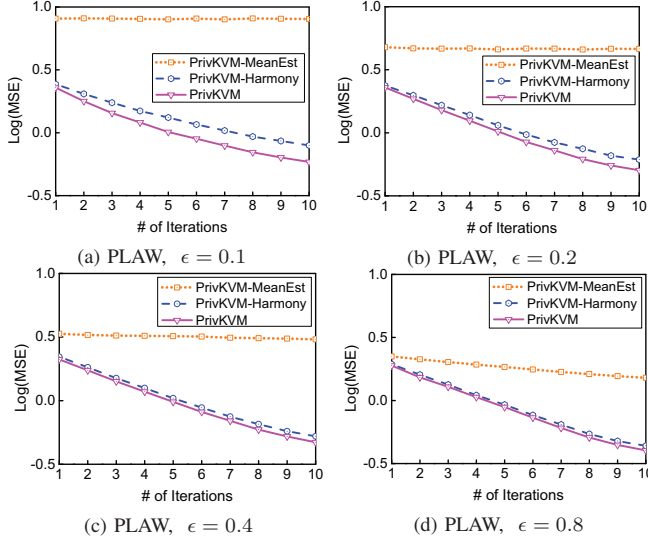 1.0
0.5
0.0
-0.5
Log(MSE)
PrivKVM-MeanEst
PrivKVM-Harmony
PrivKVM
1 2 3 4 5 6 7 8 9 10
# of Iterations
(a) PLAW, ϵ = 0.1
1.0
0.5
0.0
-0.5
Log(MSE)
PrivKVM-MeanEst
PrivKVM-Harmony
PrivKVM
1 2 3 4 5 6 7 8 9 10
# of Iterations
(b) PLAW, ϵ = 0.2
1.0
0.5
0.0
-0.5
Log(MSE)
PrivKVM-MeanEst
PrivKVM-Harmony
PrivKVM
1 2 3 4 5 6 7 8 9 10
# of Iterations
(c) PLAW, ϵ = 0.4
1.0
0.5
0.0
-0.5
Log(MSE)
PrivKVM-MeanEst
PrivKVM-Harmony
PrivKVM
1 2 3 4 5 6 7 8 9 10
# of Iterations
(d) PLAW, ϵ = 0.8